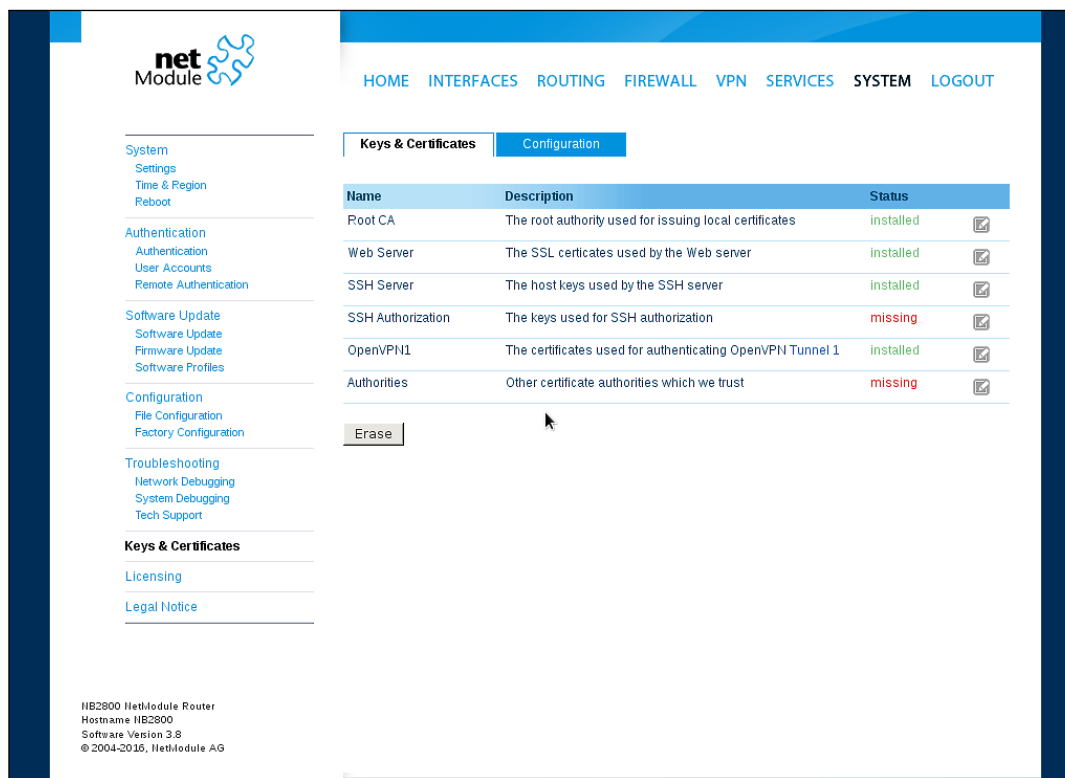 net
Module
HOME INTERFACES ROUTING FIREWALL VPN SERVICES SYSTEM LOGOUT
System
Settings
Time & Region
Reboot
Authentication
Authentication
User Accounts
Remote Authentication
Software Update
Software Update
Firmware Update
Software Profiles
Configuration
File Configuration
Factory Configuration
Troubleshooting
Network Debugging
System Debugging
Tech Support
Keys & Certificates
Licensing
Legal Notice
Keys & Certificates Configuration
Name Description Status
Root CA The root authority used for issuing local certificates installed
Web Server The SSL certicates used by the Web server installed
SSH Server The host keys used by the SSH server installed
SSH Authorization The keys used for SSH authorization missing
OpenVPN1 The certificates used for authenticating OpenVPN Tunnel 1 installed
Authorities Other certificate authorities which we trust missing
Erase
NB2800 NetModule Router
Hostname NB2800
Software Version 3.8
© 2004-2016, NetModule AG